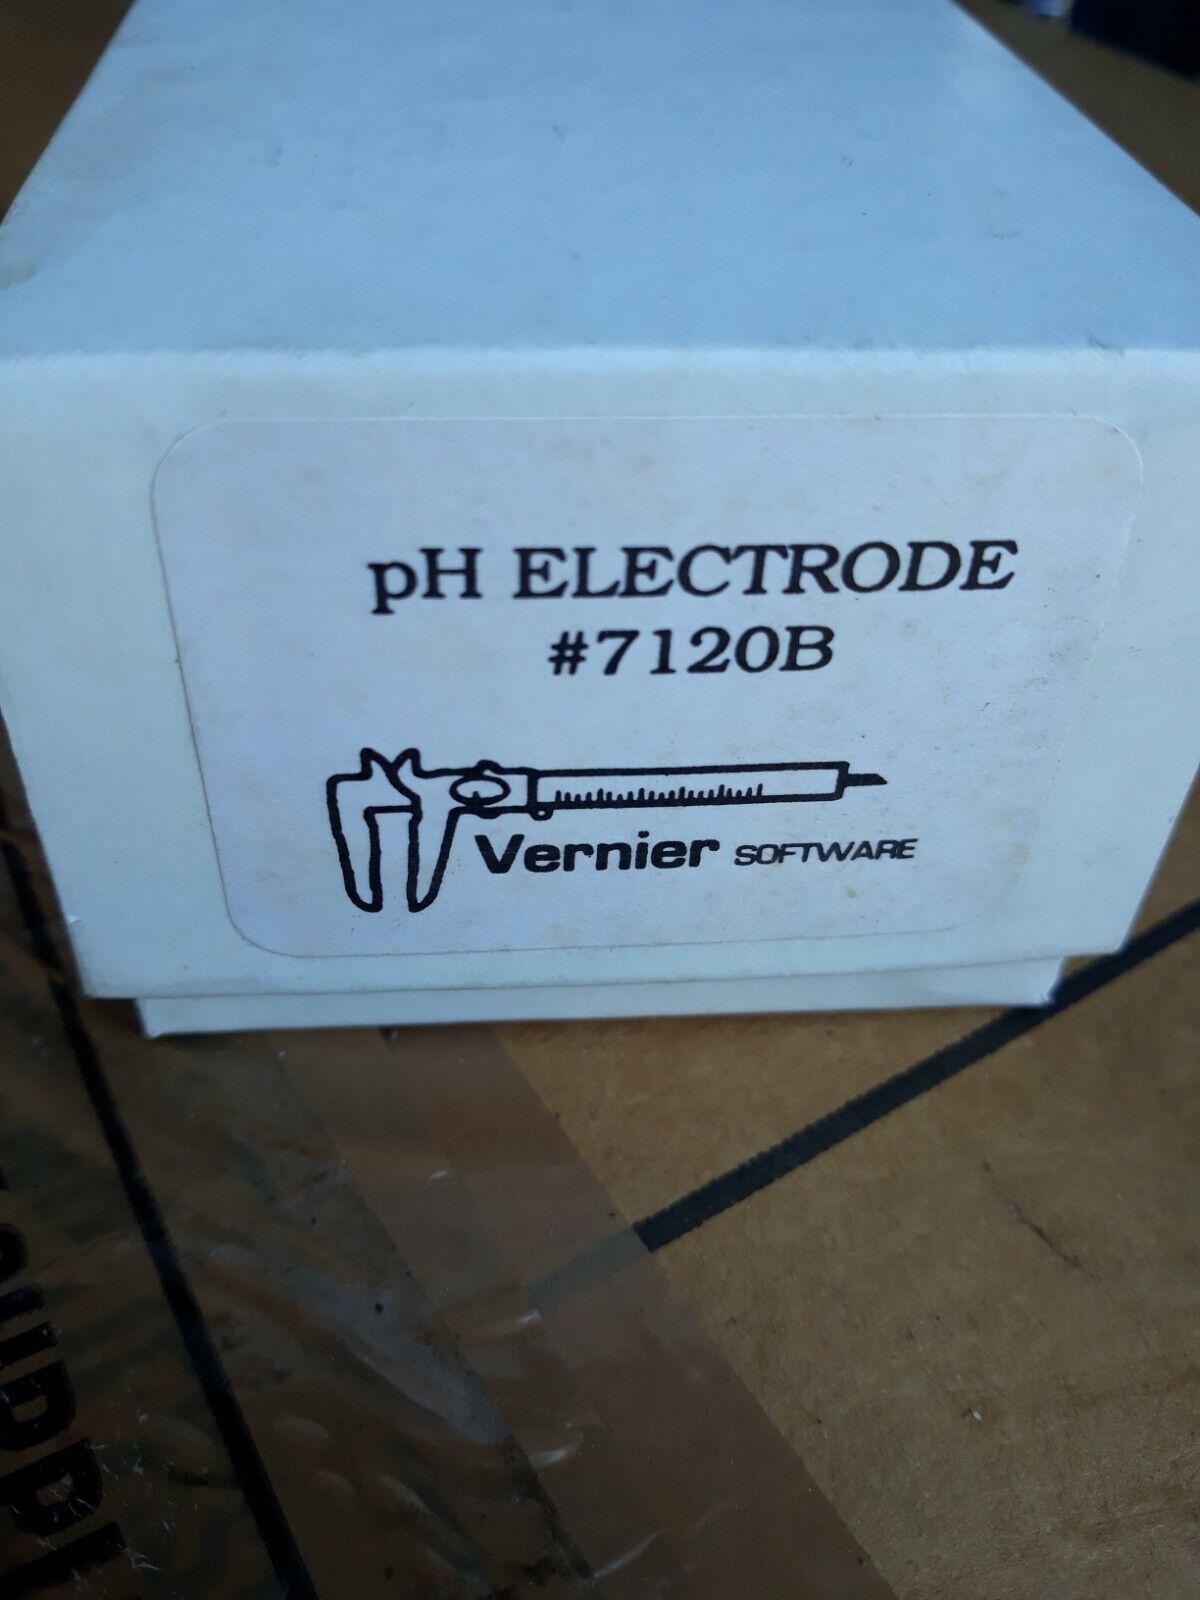 pH ELECTRODE
#7120B
Vernier SOFTWARE